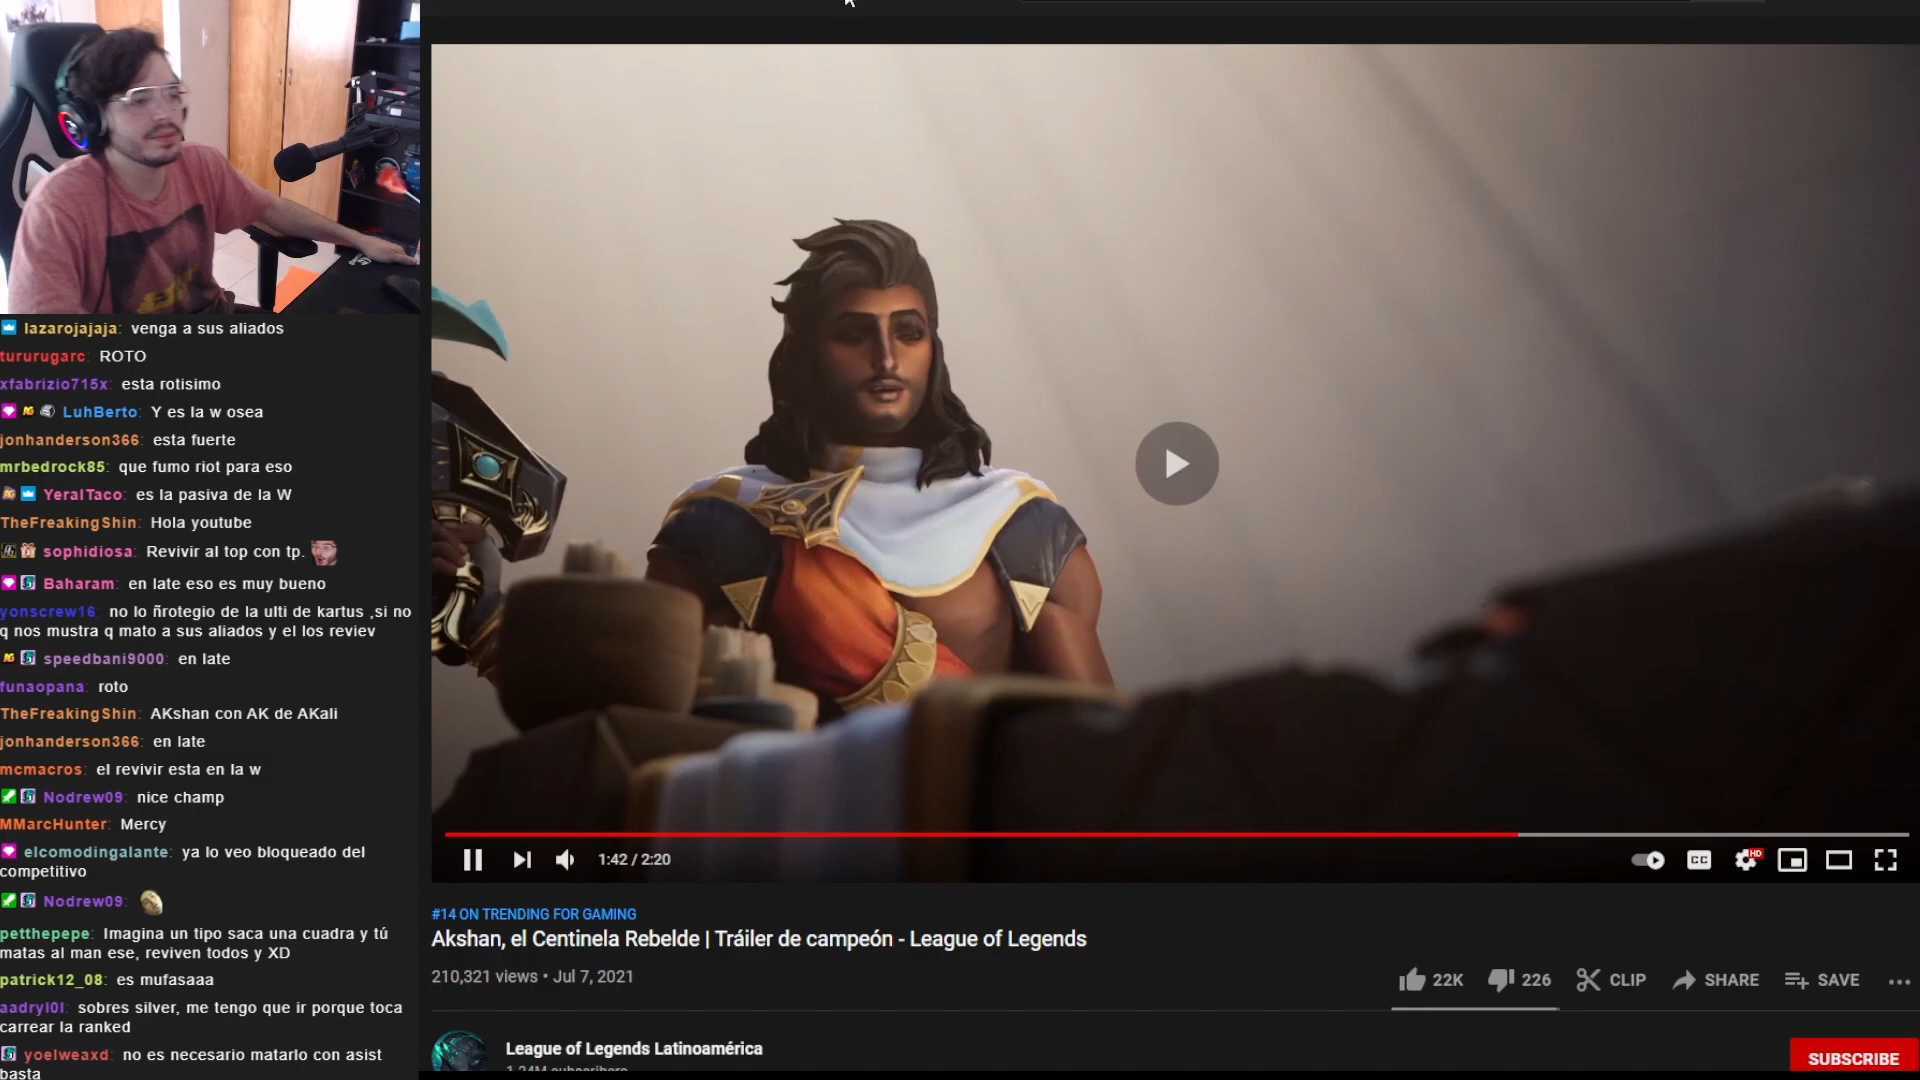 lazarojajaja: venga a sus aliados
tururugarc: ROTO
xfabrizio715x: esta rotisimo
LuhBerto: Y es la w osea
jonhanderson366: esta fuerte
mrbedrock85: que fumo riot para eso
YeralTaco: es la pasiva de la W
TheFreakingShin: Hola youtube
sophidiosa: Revivir al top con tp.
Baharam: en late eso es muy bueno
yonscrew16: no lo ñrotegio de la ulti de kartus ,si no
q nos mustra q mato a sus aliados y el los reviev
speedbani9000: en late
funaopana: roto
TheFreakingShin: AKshan con AK de AKali
jonhanderson366: en late
mcmacros: el revivir esta en la w
Nodrew09: nice champ
MMarcHunter: Mercy
elcomodingalante: ya lo veo bloqueado del
competitivo
Nodrew09:
petthepepe: Imagina un tipo saca una cuadra y tú
matas al man ese, reviven todos y XD
patrick12_08: es mufasaaa
aadryl0l: sobres silver, me tengo que ir porque toca
carrear la ranked
yoelweaxd: no es necesario matarlo con asist
basta
1:42 / 2:20
CC
HD
#14 ON TRENDING FOR GAMING
Akshan, el Centinela Rebelde | Tráiler de campeón - League of Legends
210,321 views • Jul 7, 2021
22K
226
CLIP
SHARE
SAVE
League of Legends Latinoamérica
1.24M subscribers
SUBSCRIBE